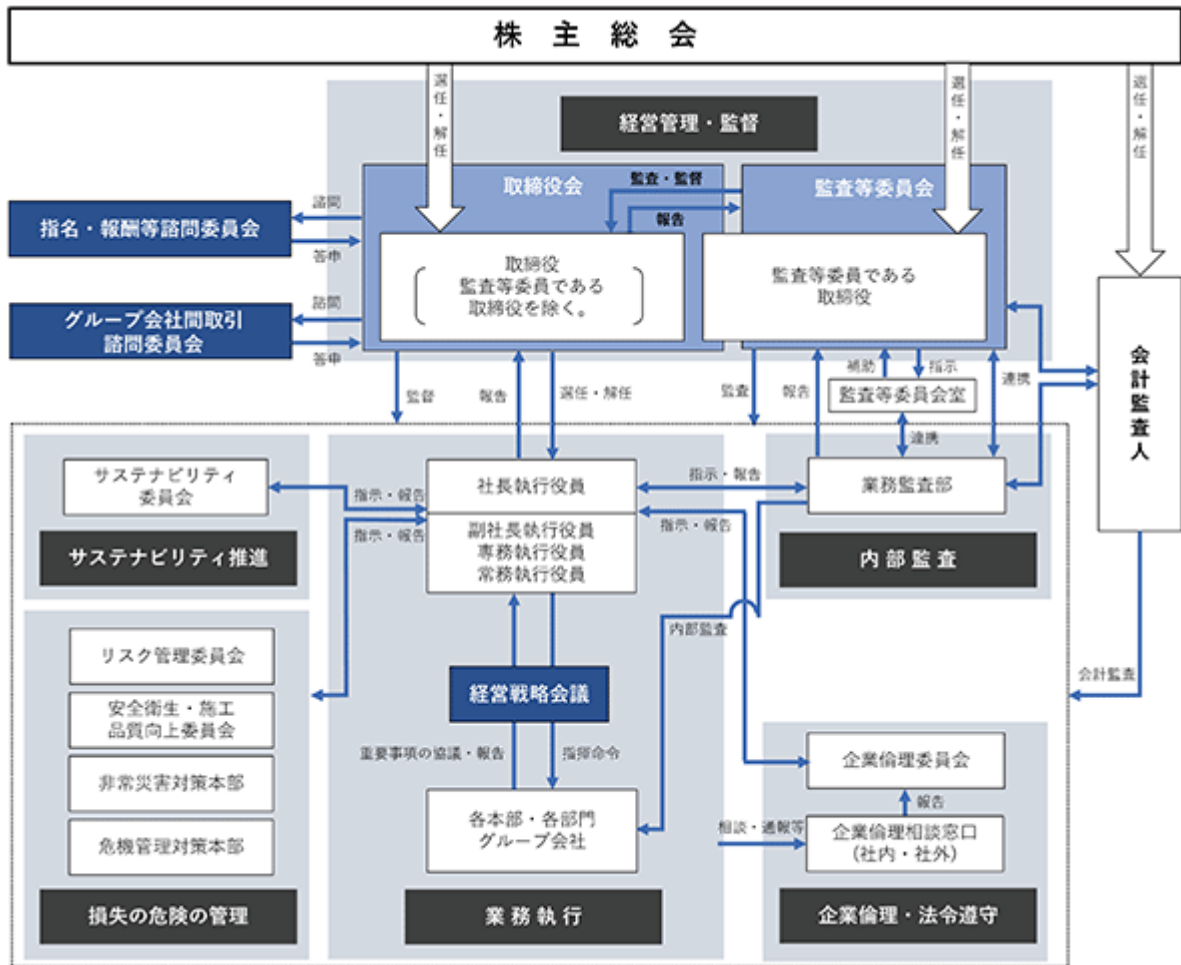 株主総会
選任・解任
選任・解任
選任・解任
経営管理・監督
取締役会
監査・監督
報告
監査等委員会
指名・報酬等諮問委員会
諮問
答申
取締役
監査等委員である
取締役を除く。
監査等委員である
取締役
グループ会社間取引
諮問委員会
諮問
答申
会計監査人
監督
報告
選任・解任
監査
報告
補助
指示
連携
監査等委員会室
連携
サステナビリティ
委員会
指示・報告
指示・報告
サステナビリティ推進
社長執行役員
副社長執行役員
専務執行役員
常務執行役員
指示・報告
指示・報告
業務監査部
内部監査
内部監査
リスク管理委員会
安全衛生・施工
品質向上委員会
非常災害対策本部
危機管理対策本部
損失の危険の管理
経営戦略会議
重要事項の協議・報告
指揮命令
各本部・各部門
グループ会社
業務執行
会計監査
企業倫理委員会
報告
相談・通報等
企業倫理相談窓口
(社内・社外)
企業倫理・法令遵守